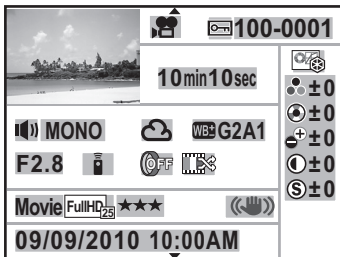 100-0001
10min10sec
±0
±0
±0
±0
S ±0
MONO
WB± G2A1
F2.8
OFF
Movie FullHD 25 ★★★
09/09/2010 10:00AM